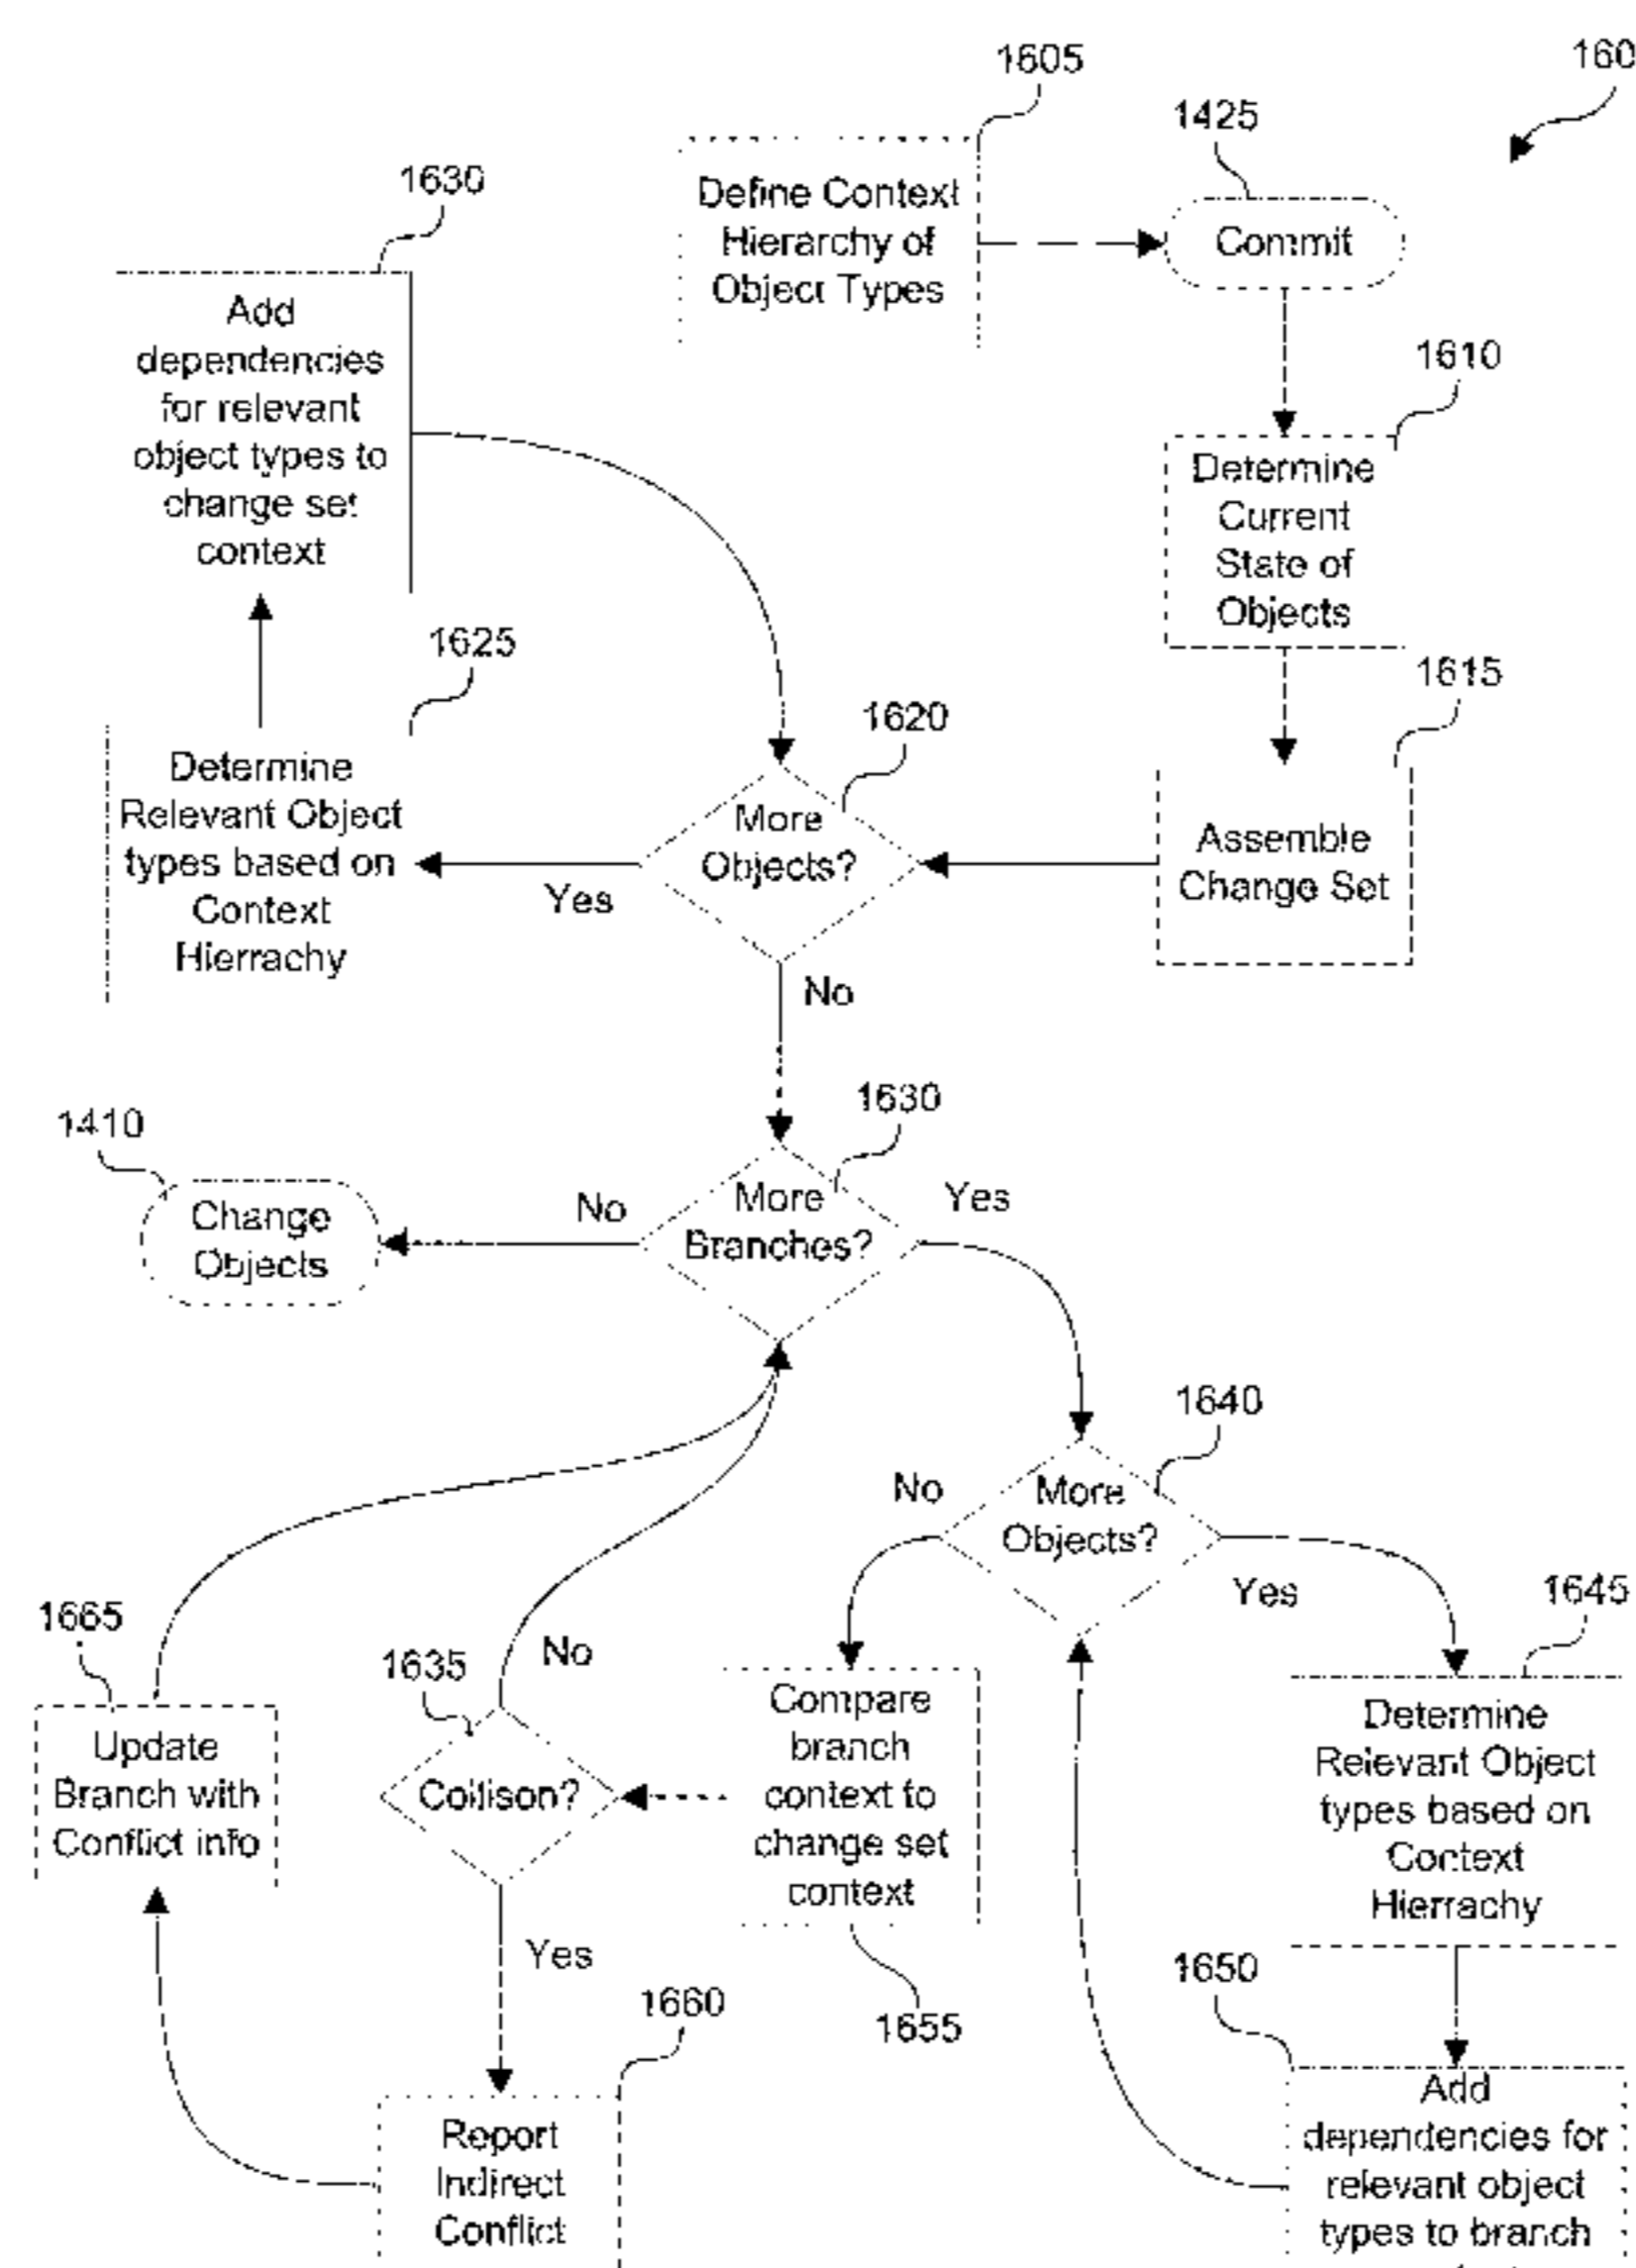 1605
160
1425
Define Context
Hierarchy of
Object Types
Commit
1630
Add
dependencies
for relevant
object types to
change set
context
1610
Determine
Current
State of
Objects
1625
1615
1620
Determine
Relevant Object
types based on
Context
Hierrachy
More
Objects?
Assemble
Change Set
Yes
No
1630
1410
More
Branches?
Yes
No
Change
Objects
1640
No
More
Objects?
Yes
1645
1665
1635
No
Update
Branch with
Conflict info
Collison?
Compare
branch
context to
change set
context
Determine
Relevant Object
types based on
Context
Hierrachy
Yes
1650
1660
1655
Report
Indirect
Conflict
Add
dependencies for
relevant object
types to branch